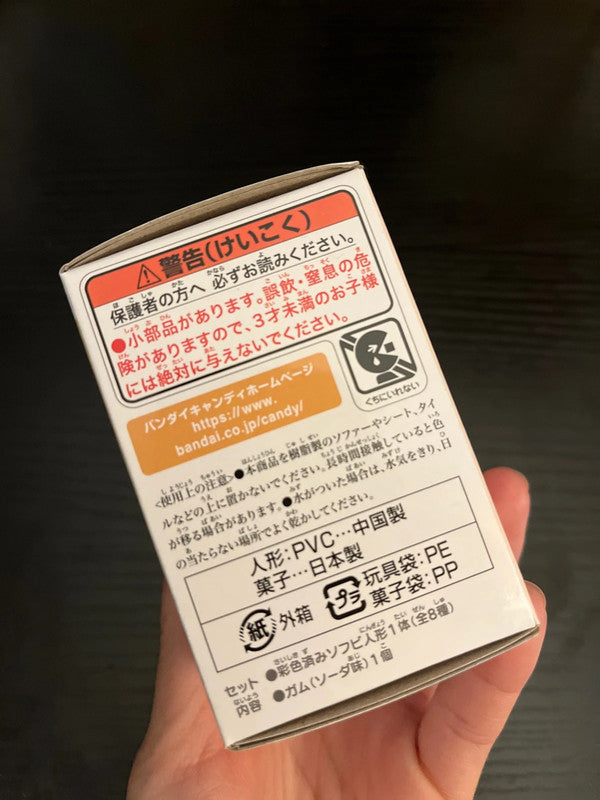 ⚠警告(けいこく)
保護者の方へ 必ずお読みください。
●小部品があります。誤飲・窒息の危
険がありますので、3才未満のお子様
には絶対に与えないでください。
くちにいれない
バンダイキャンディホームページ
https://www.
bandai.co.jp/candy/
<使用上の注意>●本商品を樹脂製のソファーやシート、タイ
ルなどの上に置かないでください。長時間接触していると色
が移る場合があります。●水がついた場合は、水気をきり、日
の当たらない場所でよく乾かしてください。
人形:PVC…中国製
菓子…日本製
紙 外箱
プラ 玩具袋:PE
菓子袋:PP
セット内容
●彩色済みソフビ人形1体(全8種)
●ガム(ソーダ味)1個